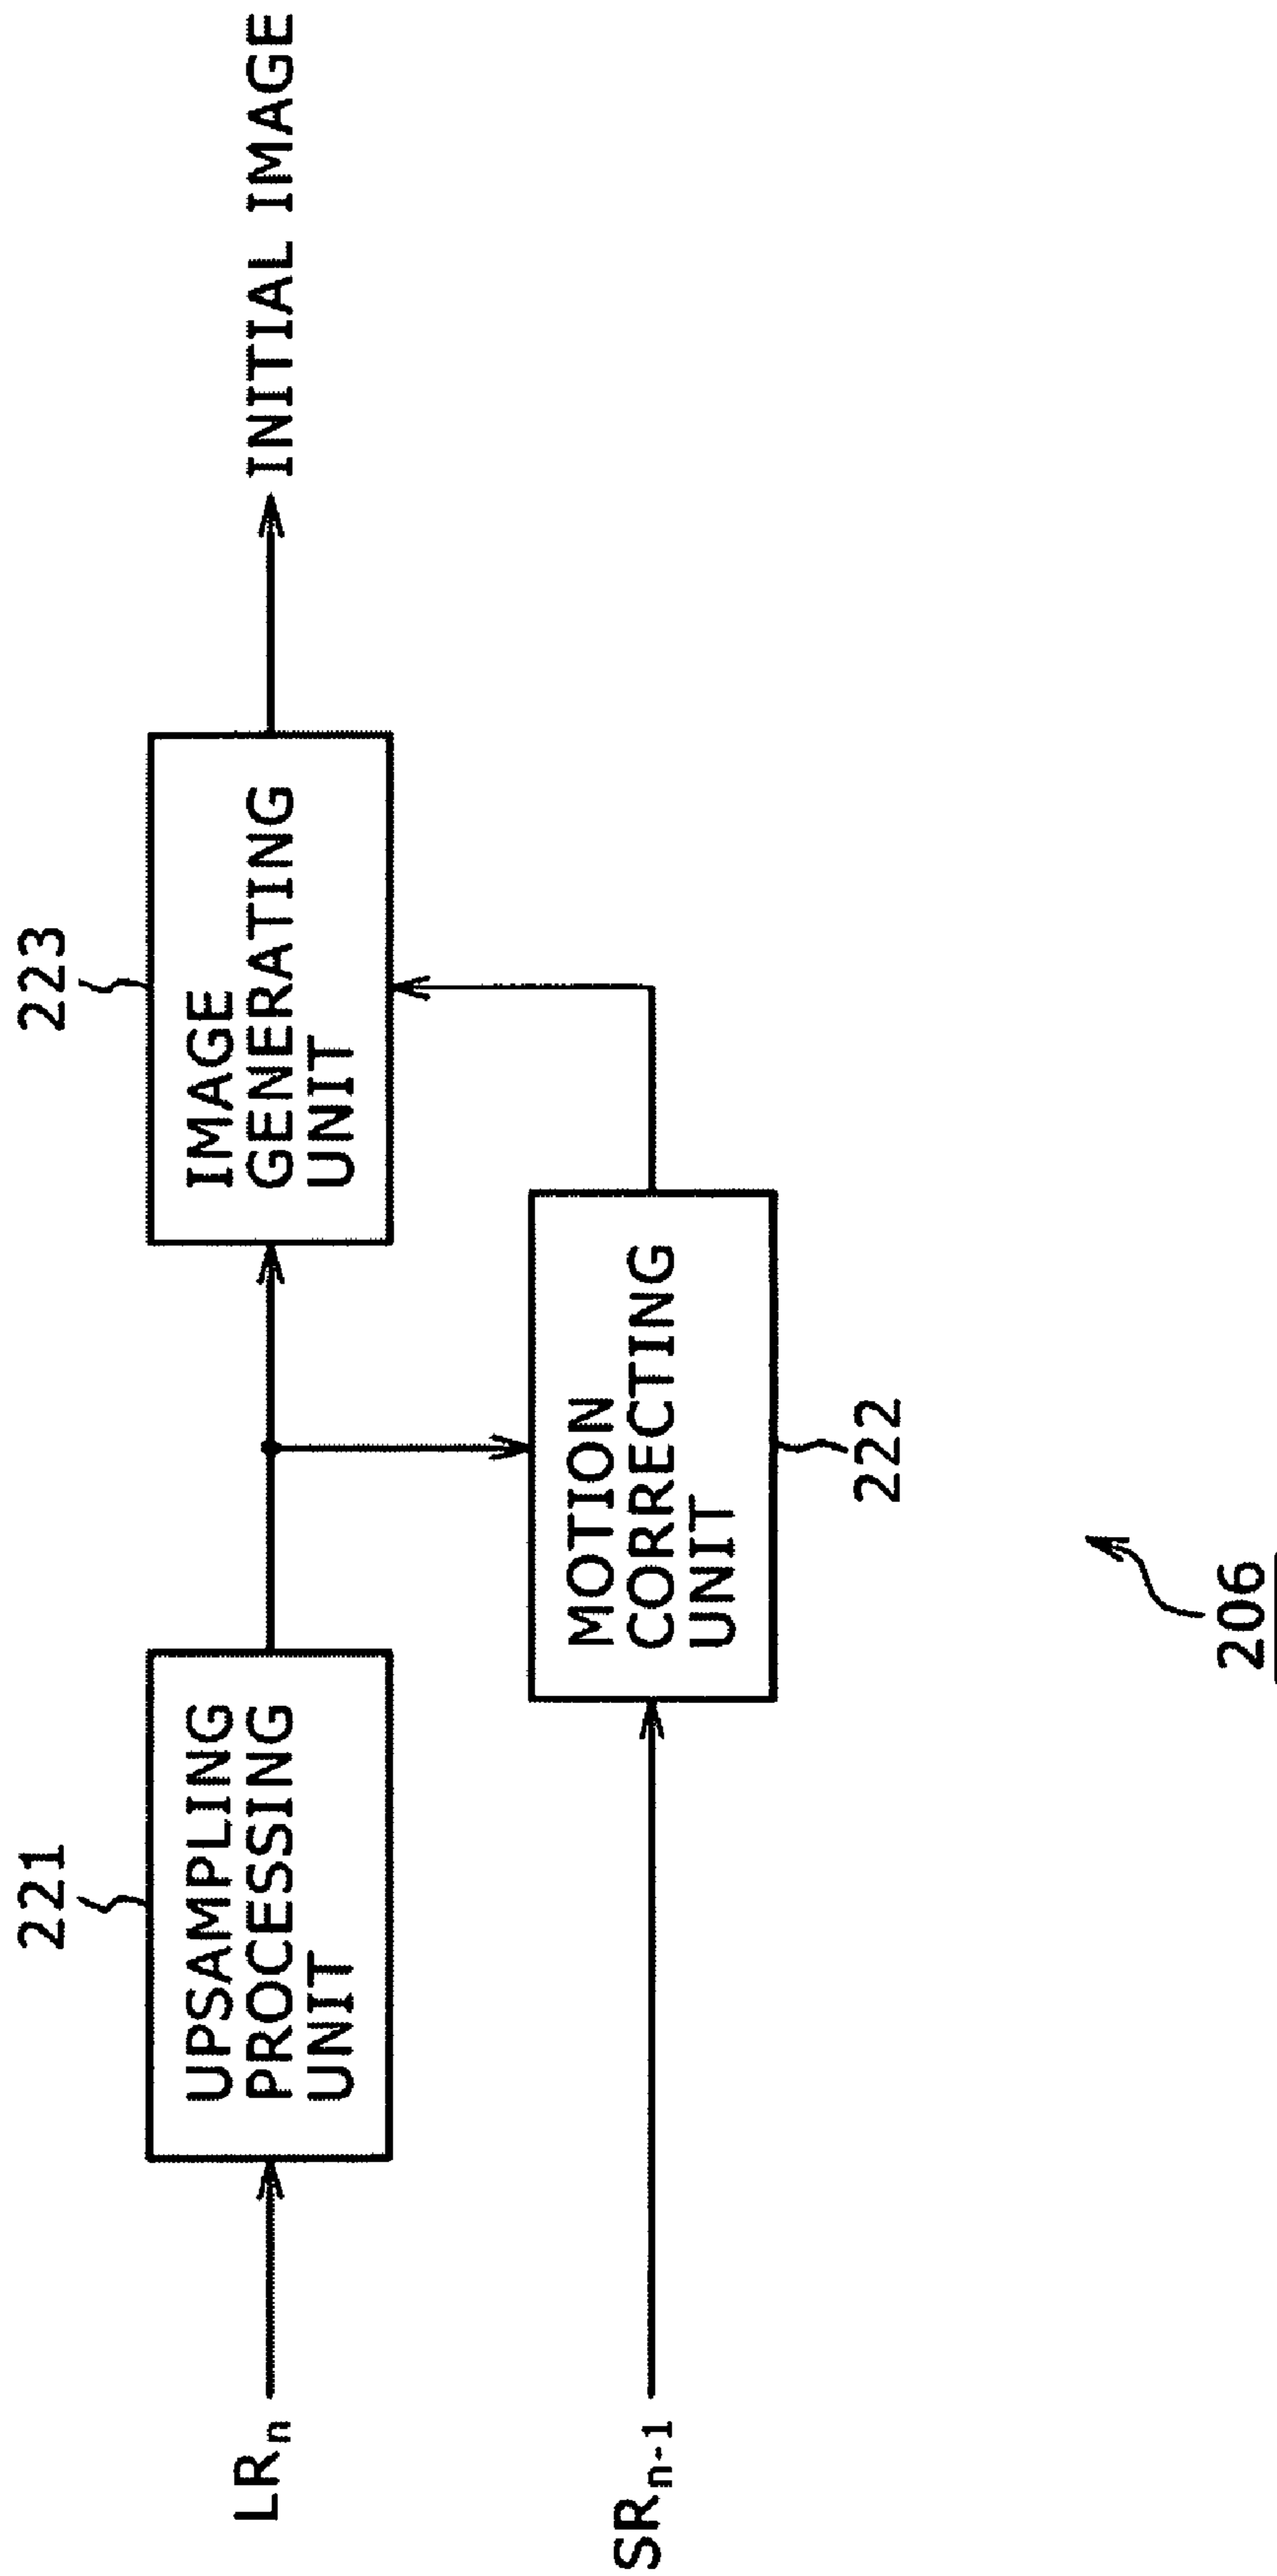 221
223
LRₙ
UPSAMPLING
PROCESSING
UNIT
IMAGE
GENERATING
UNIT
INITIAL IMAGE
SRₙ₋₁
MOTION
CORRECTING
UNIT
222
206